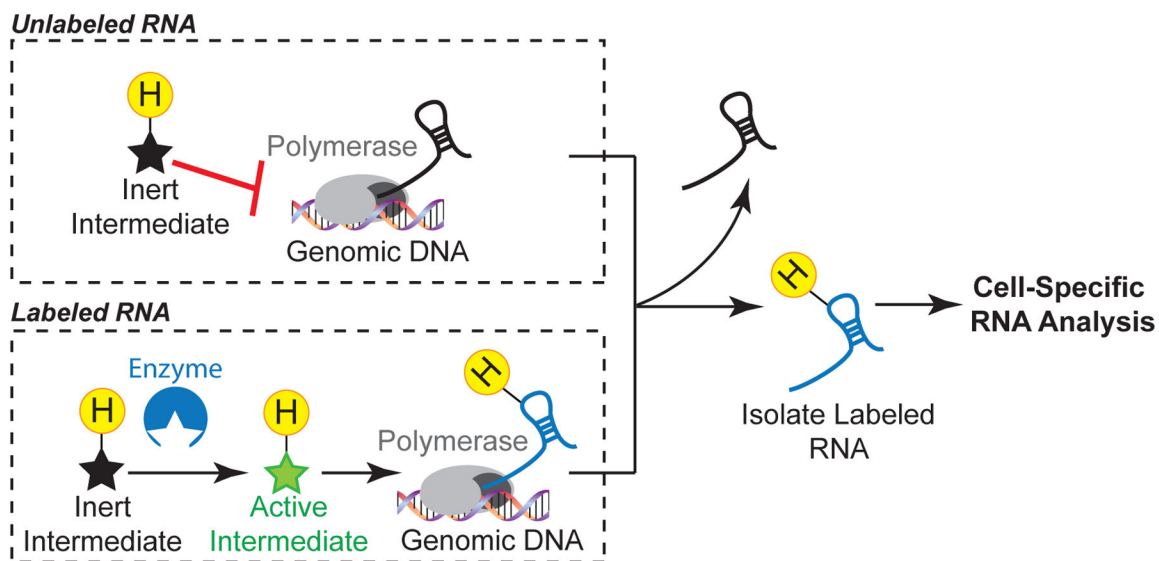 Unlabeled RNA
H
Inert
Intermediate
Polymerase
Genomic DNA
Labeled RNA
H
Inert
Intermediate
Enzyme
H
Active
Intermediate
H
Polymerase
Genomic DNA
H
Isolate Labeled
RNA
Cell-Specific
RNA Analysis